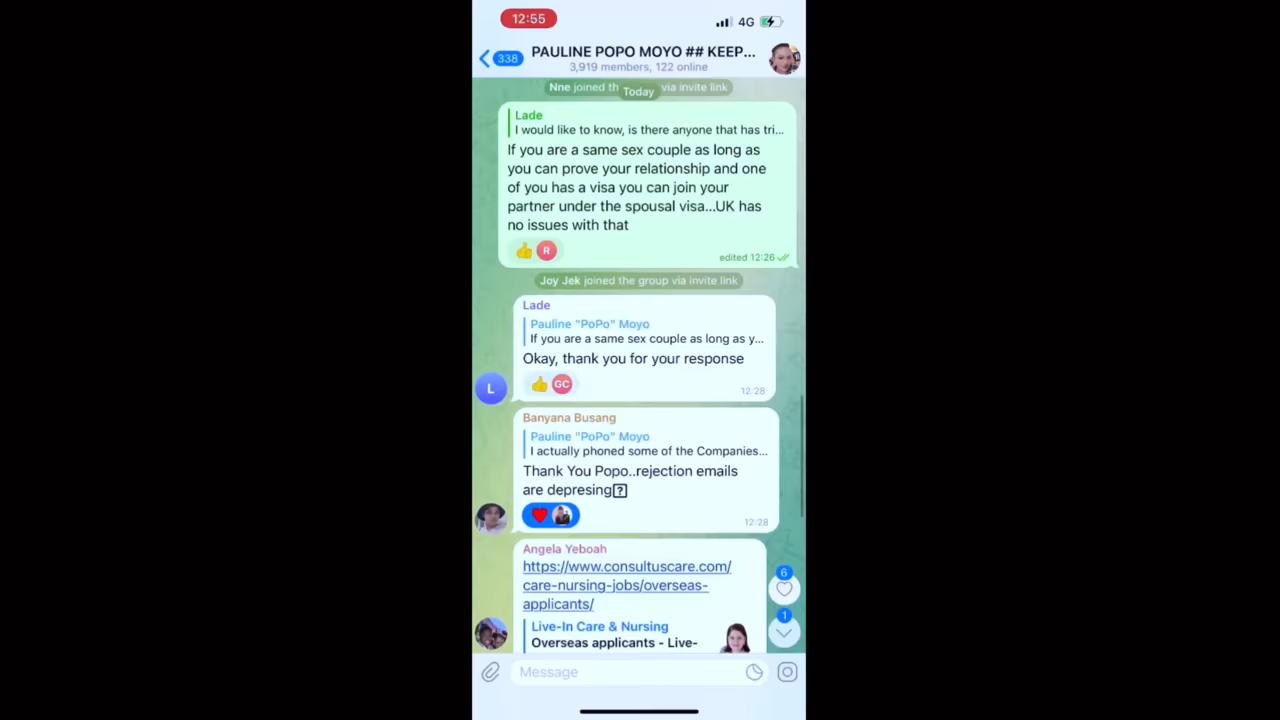 12:55
4G
338
PAULINE POPO MOYO ## KEEP...
3,919 members, 122 online
Nne joined th
Today
via invite link
Lade
I would like to know, is there anyone that has tri...
If you are a same sex couple as long as
you can prove your relationship and one
of you has a visa you can join your
partner under the spousal visa...UK has
no issues with that
R
edited 12:26
Joy Jek joined the group via invite link
Lade
Pauline "PoPo" Moyo
If you are a same sex couple as long as y...
Okay, thank you for your response
GC
12:28
L
Banyana Busang
Pauline "PoPo" Moyo
I actually phoned some of the Companies...
Thank You Popo..rejection emails
are depresing
12:28
Angela Yeboah
https://www.consultuscare.com/
care-nursing-jobs/overseas-
applicants/
6
1
Live-In Care & Nursing
Overseas applicants - Live-
Message